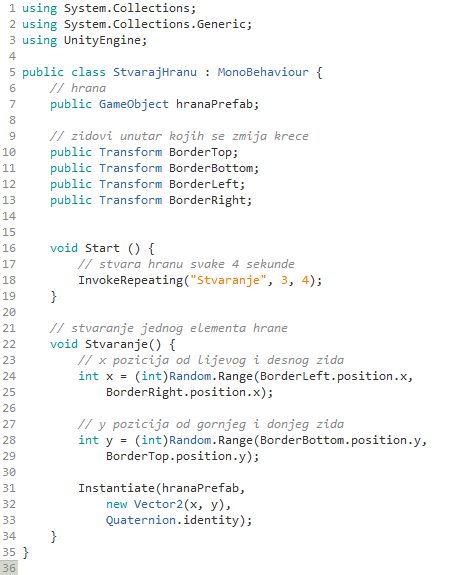 1 using System.Collections;
2 using System.Collections.Generic;
3 using UnityEngine;
4
5 public class StvarajHranu : MonoBehaviour {
6     // hrana
7     public GameObject hranaPrefab;
8
9     // zidovi unutar kojih se zmija krece
10     public Transform BorderTop;
11     public Transform BorderBottom;
12     public Transform BorderLeft;
13     public Transform BorderRight;
14
15
16     void Start () {
17         // stvara hranu svake 4 sekunde
18         InvokeRepeating("Stvaranje", 3, 4);
19     }
20
21     // stvaranje jednog elementa hrane
22     void Stvaranje() {
23         // x pozicija od lijevog i desnog zida
24         int x = (int)Random.Range(BorderLeft.position.x,
25             BorderRight.position.x);
26
27         // y pozicija od gornjeg i donjeg zida
28         int y = (int)Random.Range(BorderBottom.position.y,
29             BorderTop.position.y);
30
31         Instantiate(hranaPrefab,
32             new Vector2(x, y),
33             Quaternion.identity);
34     }
35 }
36